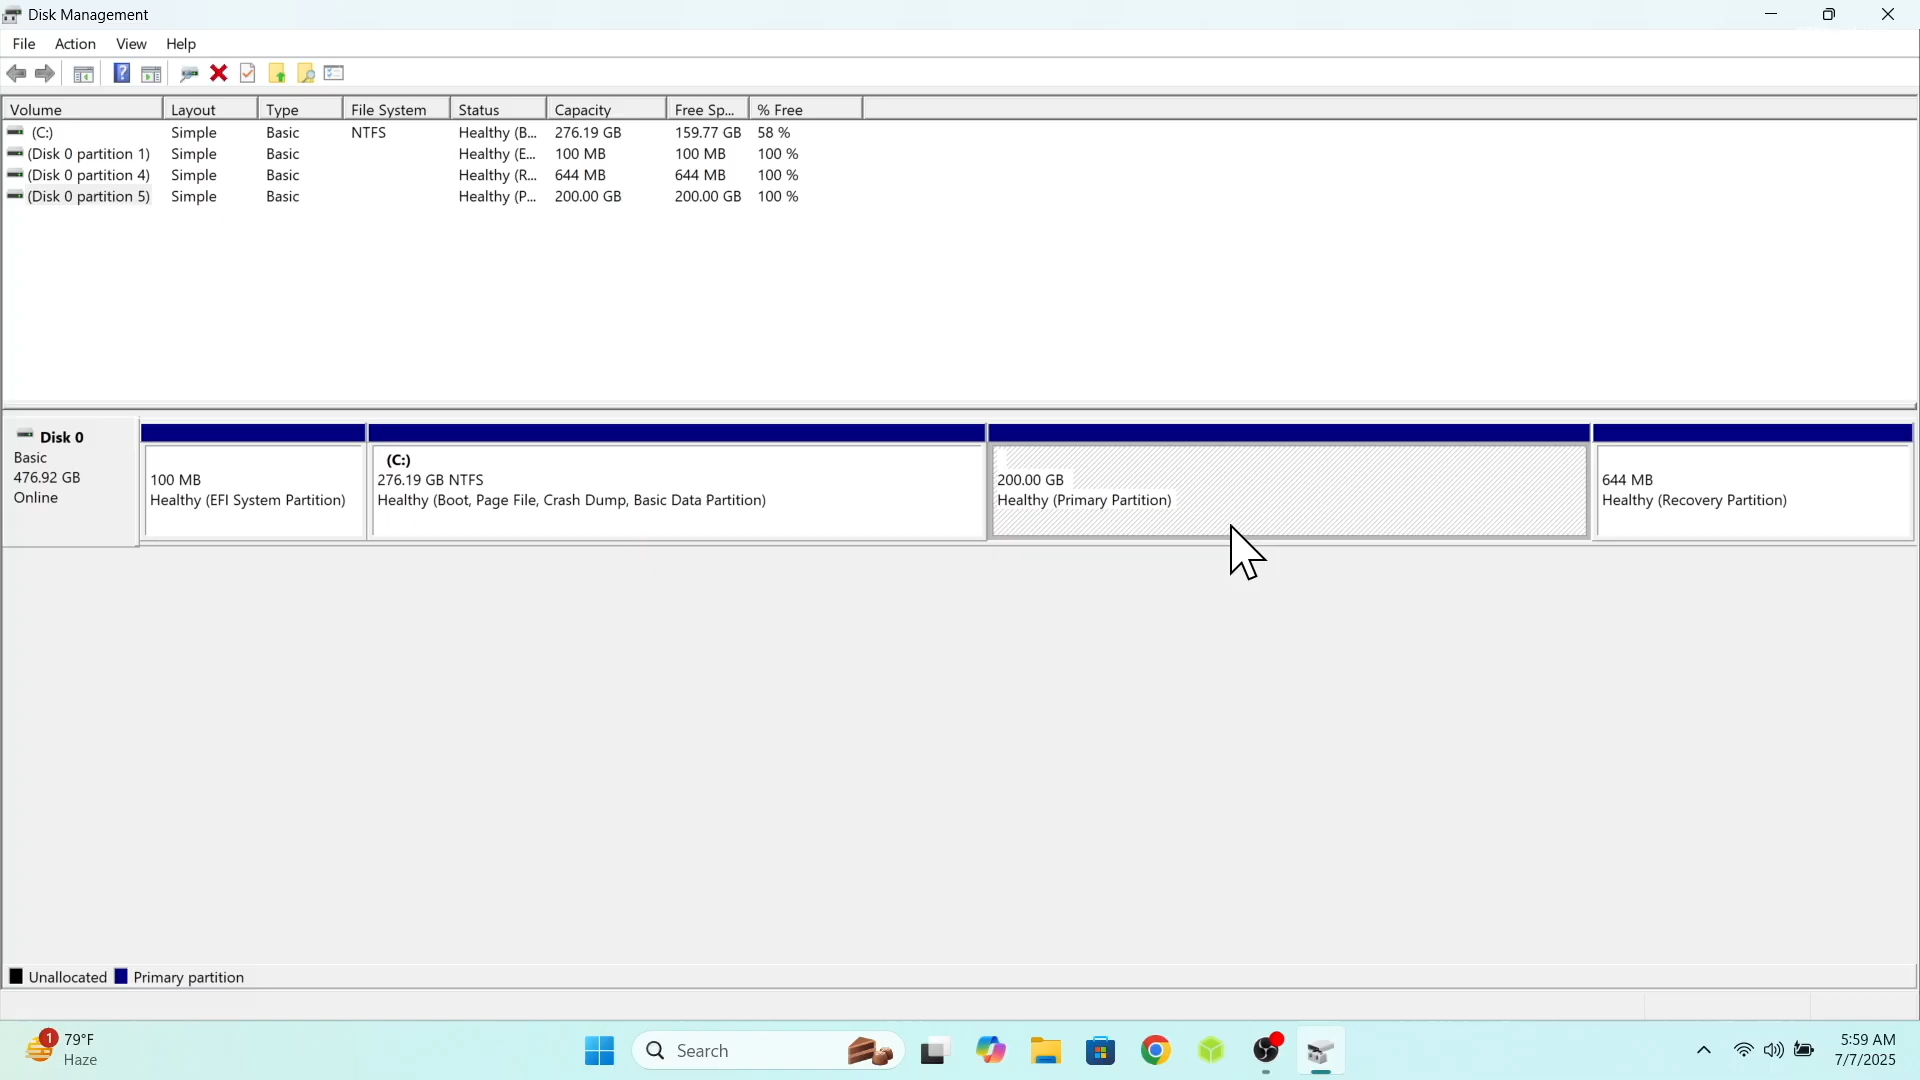 Disk Management
File Action View Help
Volume Layout Type File System Status Capacity Free Sp... % Free
(C:) Simple Basic NTFS Healthy (B... 276.19 GB 159.77 GB 58 %
(Disk 0 partition 1) Simple Basic Healthy (E... 100 MB 100 MB 100 %
(Disk 0 partition 4) Simple Basic Healthy (R... 644 MB 644 MB 100 %
(Disk 0 partition 5) Simple Basic Healthy (P... 200.00 GB 200.00 GB 100 %
Disk 0
Basic
476.92 GB
Online
100 MB
Healthy (EFI System Partition)
(C:)
276.19 GB NTFS
Healthy (Boot, Page File, Crash Dump, Basic Data Partition)
200.00 GB
Healthy (Primary Partition)
644 MB
Healthy (Recovery Partition)
Unallocated Primary partition
1
79°F
Haze
Search
5:59 AM
7/7/2025